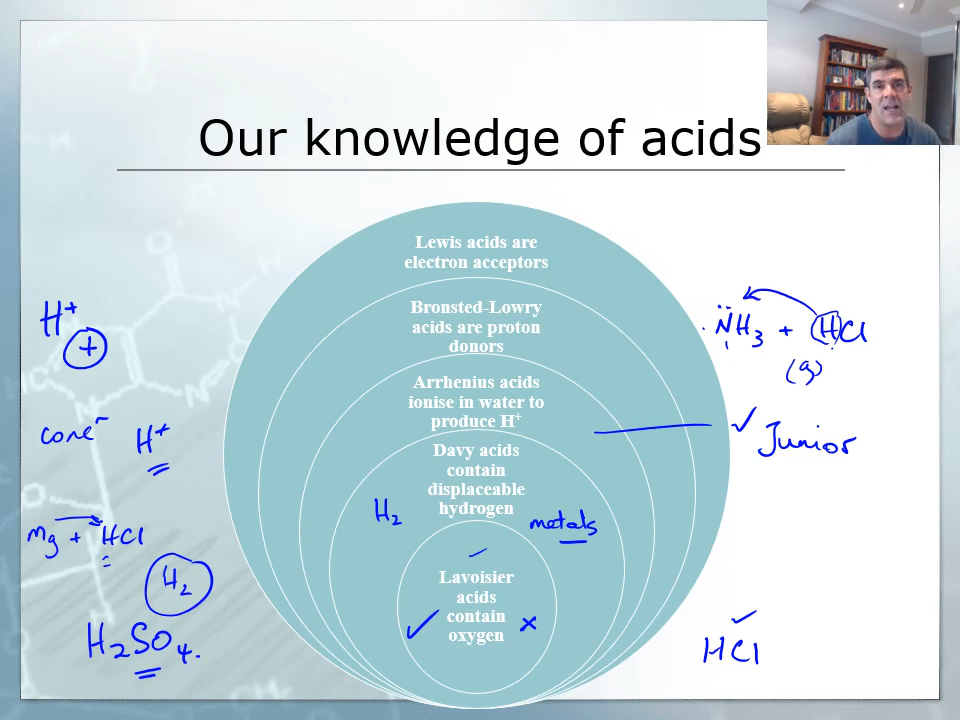 Our knowledge of acids
Lewis acids are
electron acceptors
Bronsted-Lowry
acids are proton
donors
Arrhenius acids
ionise in water to
produce H⁺
Davy acids
contain
displaceable
hydrogen
Lavoisier
acids
contain
oxygen
H⁺
+
concⁿ H⁺
Mg + HCl
H₂
H₂SO₄.
H₂
metals
NH₃ + HCl
(g)
Junior
HCl